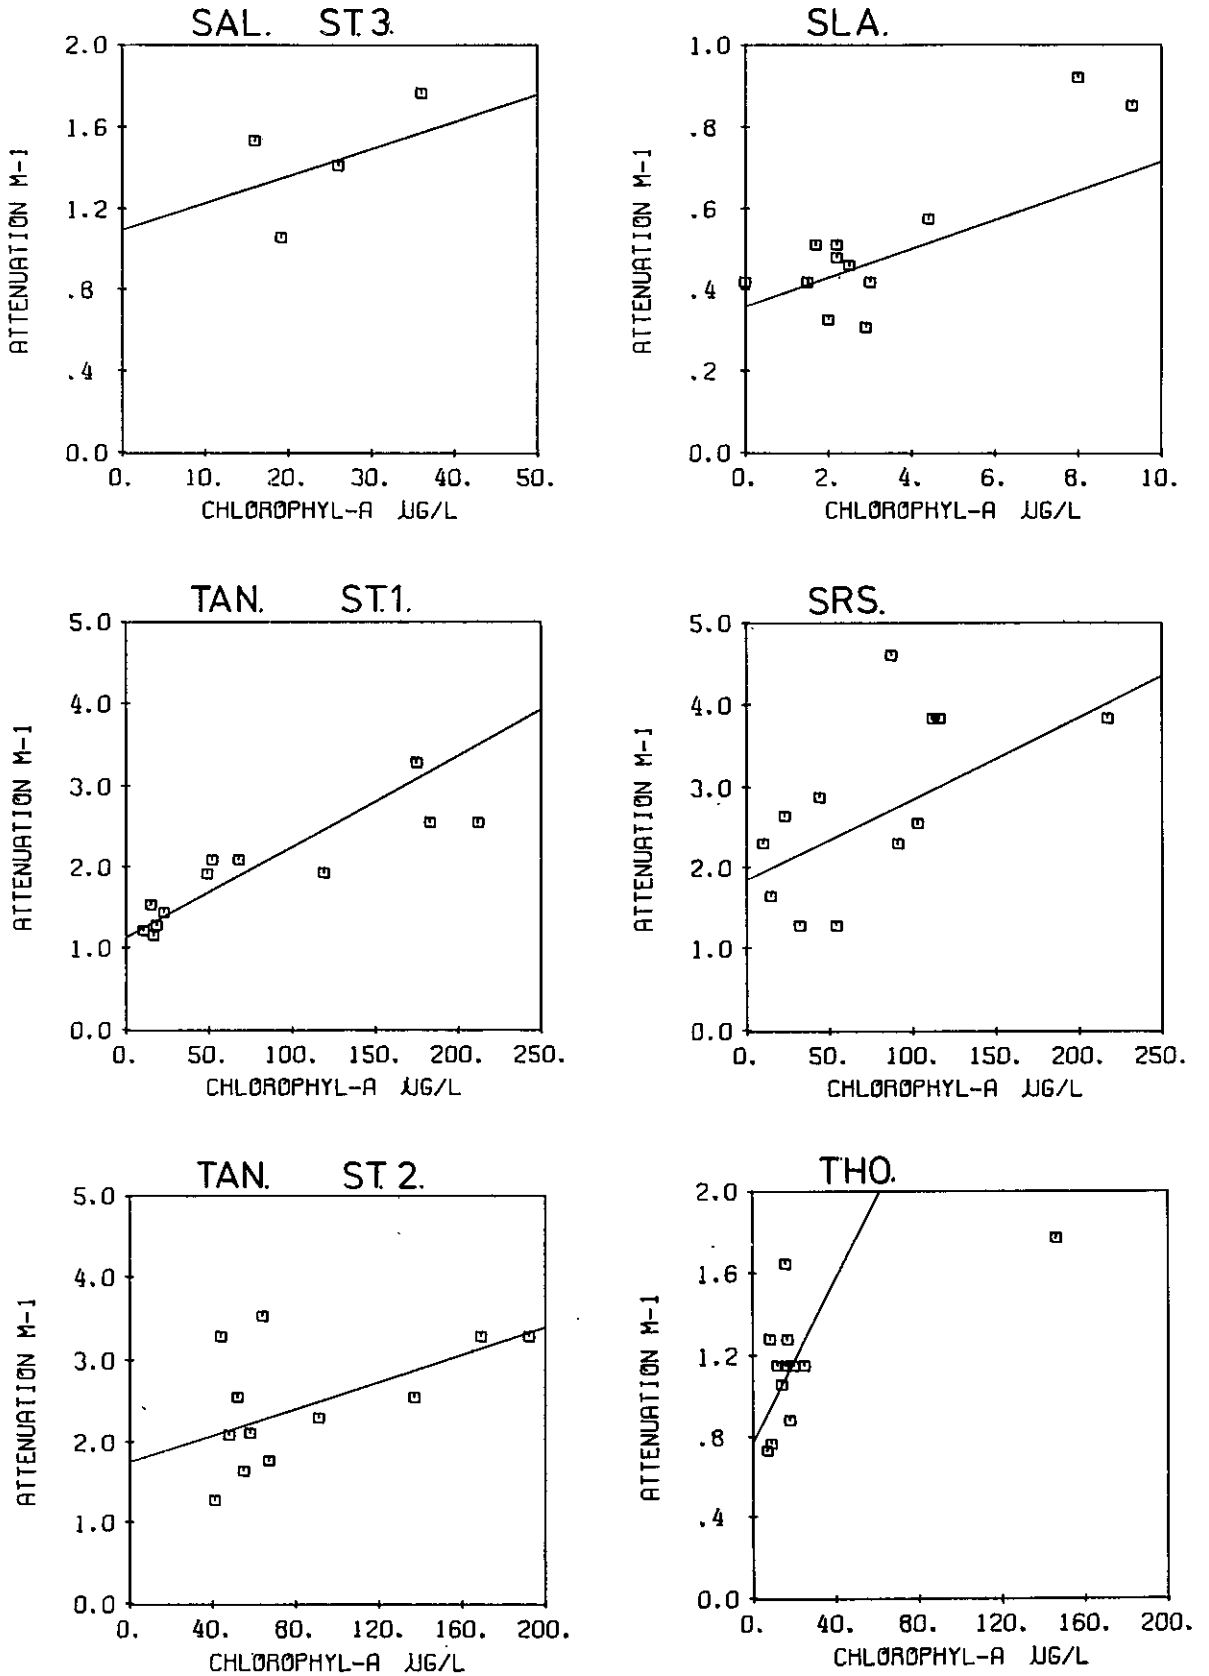 SAL. ST.3.
2.0
1.6
1.2
.8
.4
0.0
ATTENUATION M-1
0. 10. 20. 30. 40. 50.
CHLOROPHYL-A µG/L
SLA.
1.0
.8
.6
.4
.2
0.0
ATTENUATION M-1
0. 2. 4. 6. 8. 10.
CHLOROPHYL-A µG/L
TAN. ST.1.
5.0
4.0
3.0
2.0
1.0
0.0
ATTENUATION M-1
0. 50. 100. 150. 200. 250.
CHLOROPHYL-A µG/L
SRS.
5.0
4.0
3.0
2.0
1.0
0.0
ATTENUATION M-1
0. 50. 100. 150. 200. 250.
CHLOROPHYL-A µG/L
TAN. ST. 2.
5.0
4.0
3.0
2.0
1.0
0.0
ATTENUATION M-1
0. 40. 80. 120. 160. 200.
CHLOROPHYL-A µG/L
THO.
2.0
1.6
1.2
.8
.4
0.0
ATTENUATION M-1
0. 40. 80. 120. 160. 200.
CHLOROPHYL-A µG/L